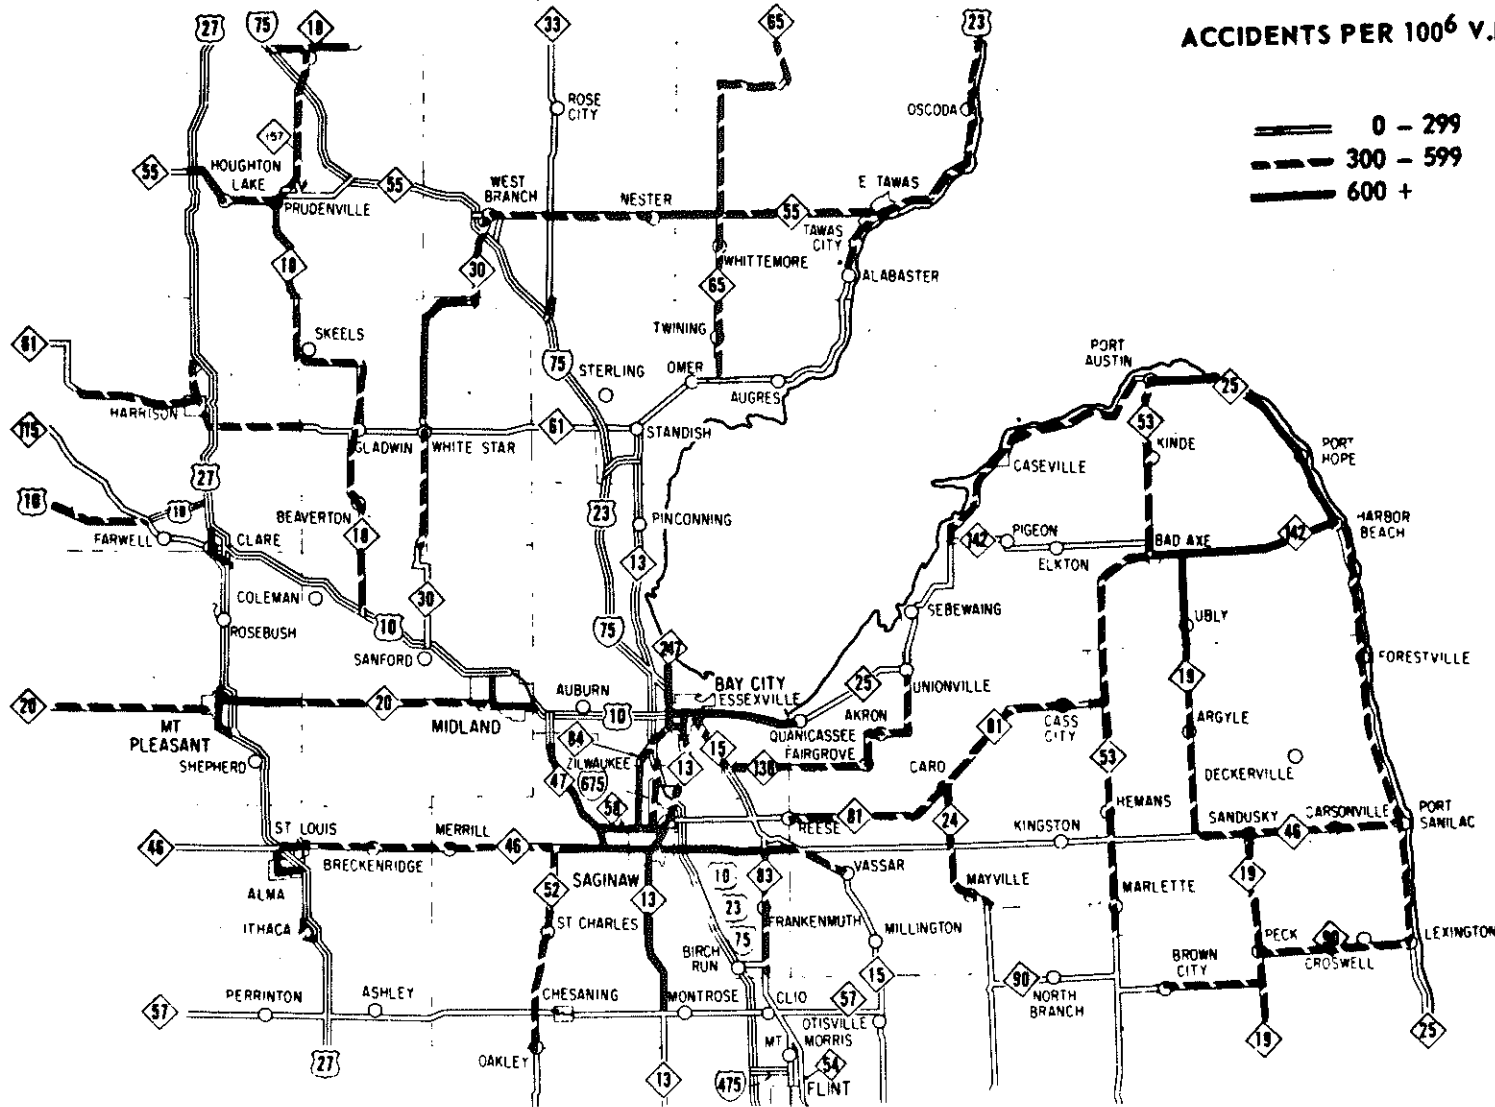 27
75
18
33
65
23
ACCIDENTS PER 100⁶ V.
0 – 299
300 – 599
600 +
ROSE
CITY
OSCODA
157
55
HOUGHTON
LAKE
55
WEST
BRANCH
NESTER
E TAWAS
PRUDENVILLE
55
TAWAS
CITY
18
30
WHITTEMORE
ALABASTER
65
SKEELS
TWINING
61
75
STERLING
OMER
PORT
AUSTIN
25
AUGRES
HARRISON
115
GLADWIN
WHITE STAR
61
STANDISH
53
KINDE
PORT
HOPE
CASEVILLE
27
10
10
23
BEAVERTON
18
PINCONNING
HARBOR
BEACH
FARWELL
CLARE
142
PIGEON
BAD AXE
142
ELKTON
13
COLEMAN
30
ROSEBUSH
10
75
SEBEWAING
UBLY
SANFORD
247
FORESTVILLE
BAY CITY
ESSEXVILLE
25
UNIONVILLE
19
20
20
MIDLAND
AUBURN
10
AKRON
81
CASS
CITY
ARGYLE
MT
PLEASANT
84
QUANICASSEE
FAIRGROVE
15
SHEPHERD
ZILWAUKEE
13
138
CARO
53
DECKERVILLE
47
675
58
HEMANS
ST LOUIS
MERRILL
REESE
81
24
KINGSTON
SANDUSKY
CARSONVILLE
PORT
SANILAC
46
BRECKENRIDGE
46
46
SAGINAW
VASSAR
ALMA
52
13
10
83
MAYVILLE
MARLETTE
19
ITHACA
ST CHARLES
23
FRANKENMUTH
75
MILLINGTON
BIRCH
RUN
PECK
90
LEXINGTON
CROSWELL
BROWN
CITY
15
90
NORTH
BRANCH
PERRINTON
ASHLEY
CHESANING
MONTROSE
CLIO
57
57
OTISVILLE
MT
MORRIS
19
25
27
OAKLEY
13
475
54
FLINT